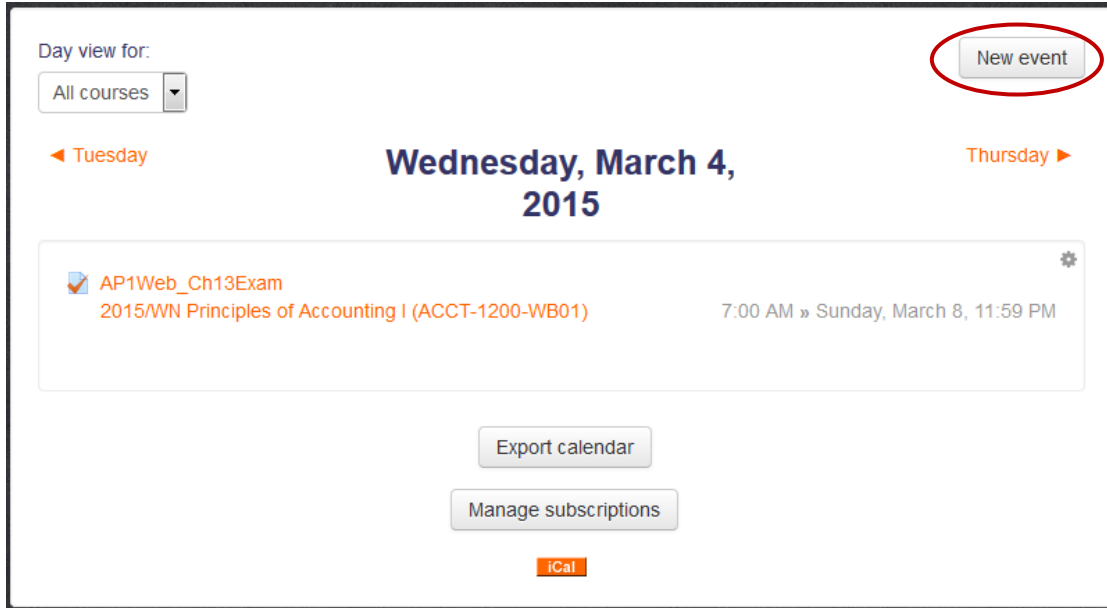 Day view for:
New event
All courses
◄ Tuesday
Wednesday, March 4,
2015
Thursday ►
AP1Web_Ch13Exam
2015/WN Principles of Accounting I (ACCT-1200-WB01)
7:00 AM » Sunday, March 8, 11:59 PM
Export calendar
Manage subscriptions
iCal